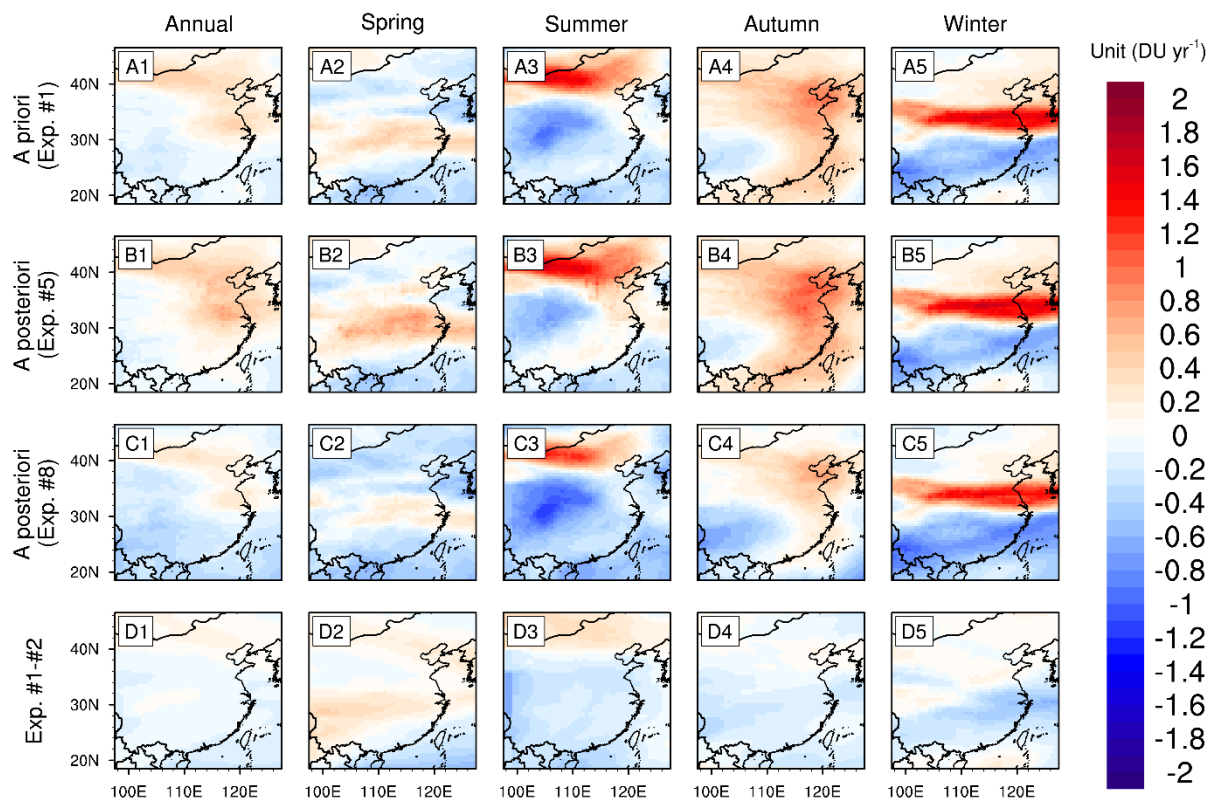 Annual Spring Summer Autumn Winter
Unit (DU yr⁻¹)
A priori
(Exp. #1)
40N
30N
20N
A1 A2 A3 A4 A5
A posteriori
(Exp. #5)
40N
30N
20N
B1 B2 B3 B4 B5
A posteriori
(Exp. #8)
40N
30N
20N
C1 C2 C3 C4 C5
Exp. #1-#2
40N
30N
20N
D1 D2 D3 D4 D5
100E 110E 120E 100E 110E 120E 100E 110E 120E 100E 110E 120E 100E 110E 120E
2
1.8
1.6
1.4
1.2
1
0.8
0.6
0.4
0.2
0
-0.2
-0.4
-0.6
-0.8
-1
-1.2
-1.4
-1.6
-1.8
-2